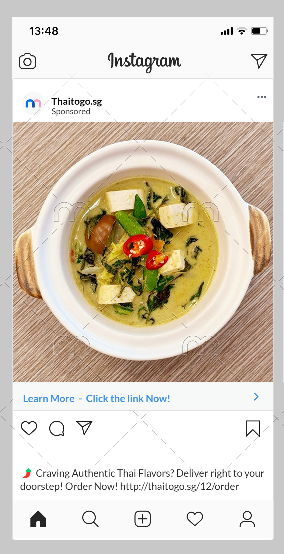 13:48
Instagram
Thaitogo.sg
Sponsored
Learn More - Click the link Now!
🌶️ Craving Authentic Thai Flavors? Deliver right to your
doorstep! Order Now! http://thaitogo.sg/12/order